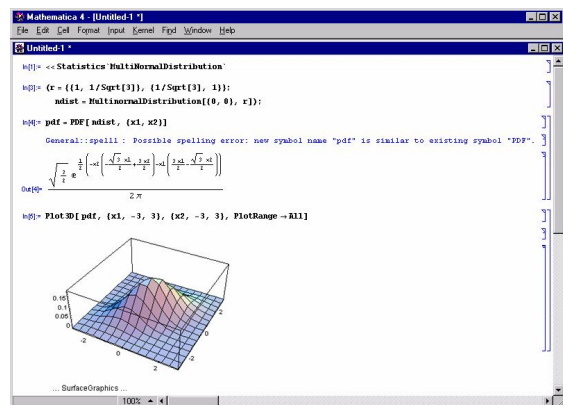 Mathematica 4 - [Untitled-1 *]
File Edit Cell Format Input Kernel Find Window Help
Untitled-1 *
In[1]:= << Statistics`MultiNormalDistribution`
In[3]:= (r = {{1, 1/Sqrt[3]}, {1/Sqrt[3], 1}};
ndist = MultinormalDistribution[{0, 0}, r]);
In[4]:= pdf = PDF[ ndist, {x1, x2}]
General::spell1 : Possible spelling error: new symbol name "pdf" is similar to existing symbol "PDF".
Out[4]=
2 π
In[6]:= Plot3D[ pdf, {x1, -3, 3}, {x2, -3, 3}, PlotRange → All]
0.15
0.1
0.05
0
-2
0
2
-2
0
2
... SurfaceGraphics ...
100%